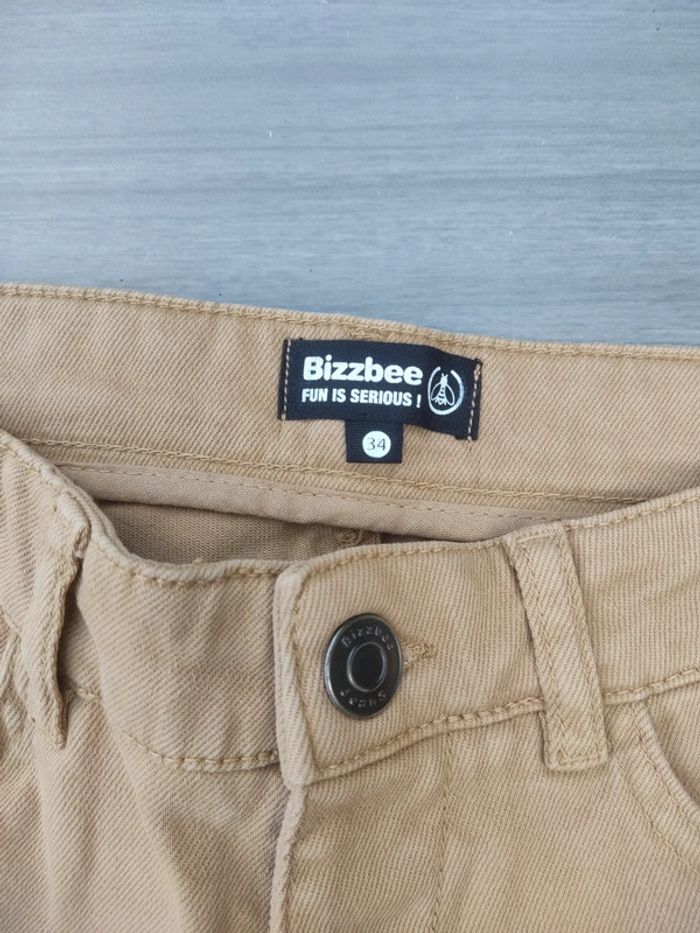 Bizzbee
FUN IS SERIOUS !
34
Bizzbee
Jeans